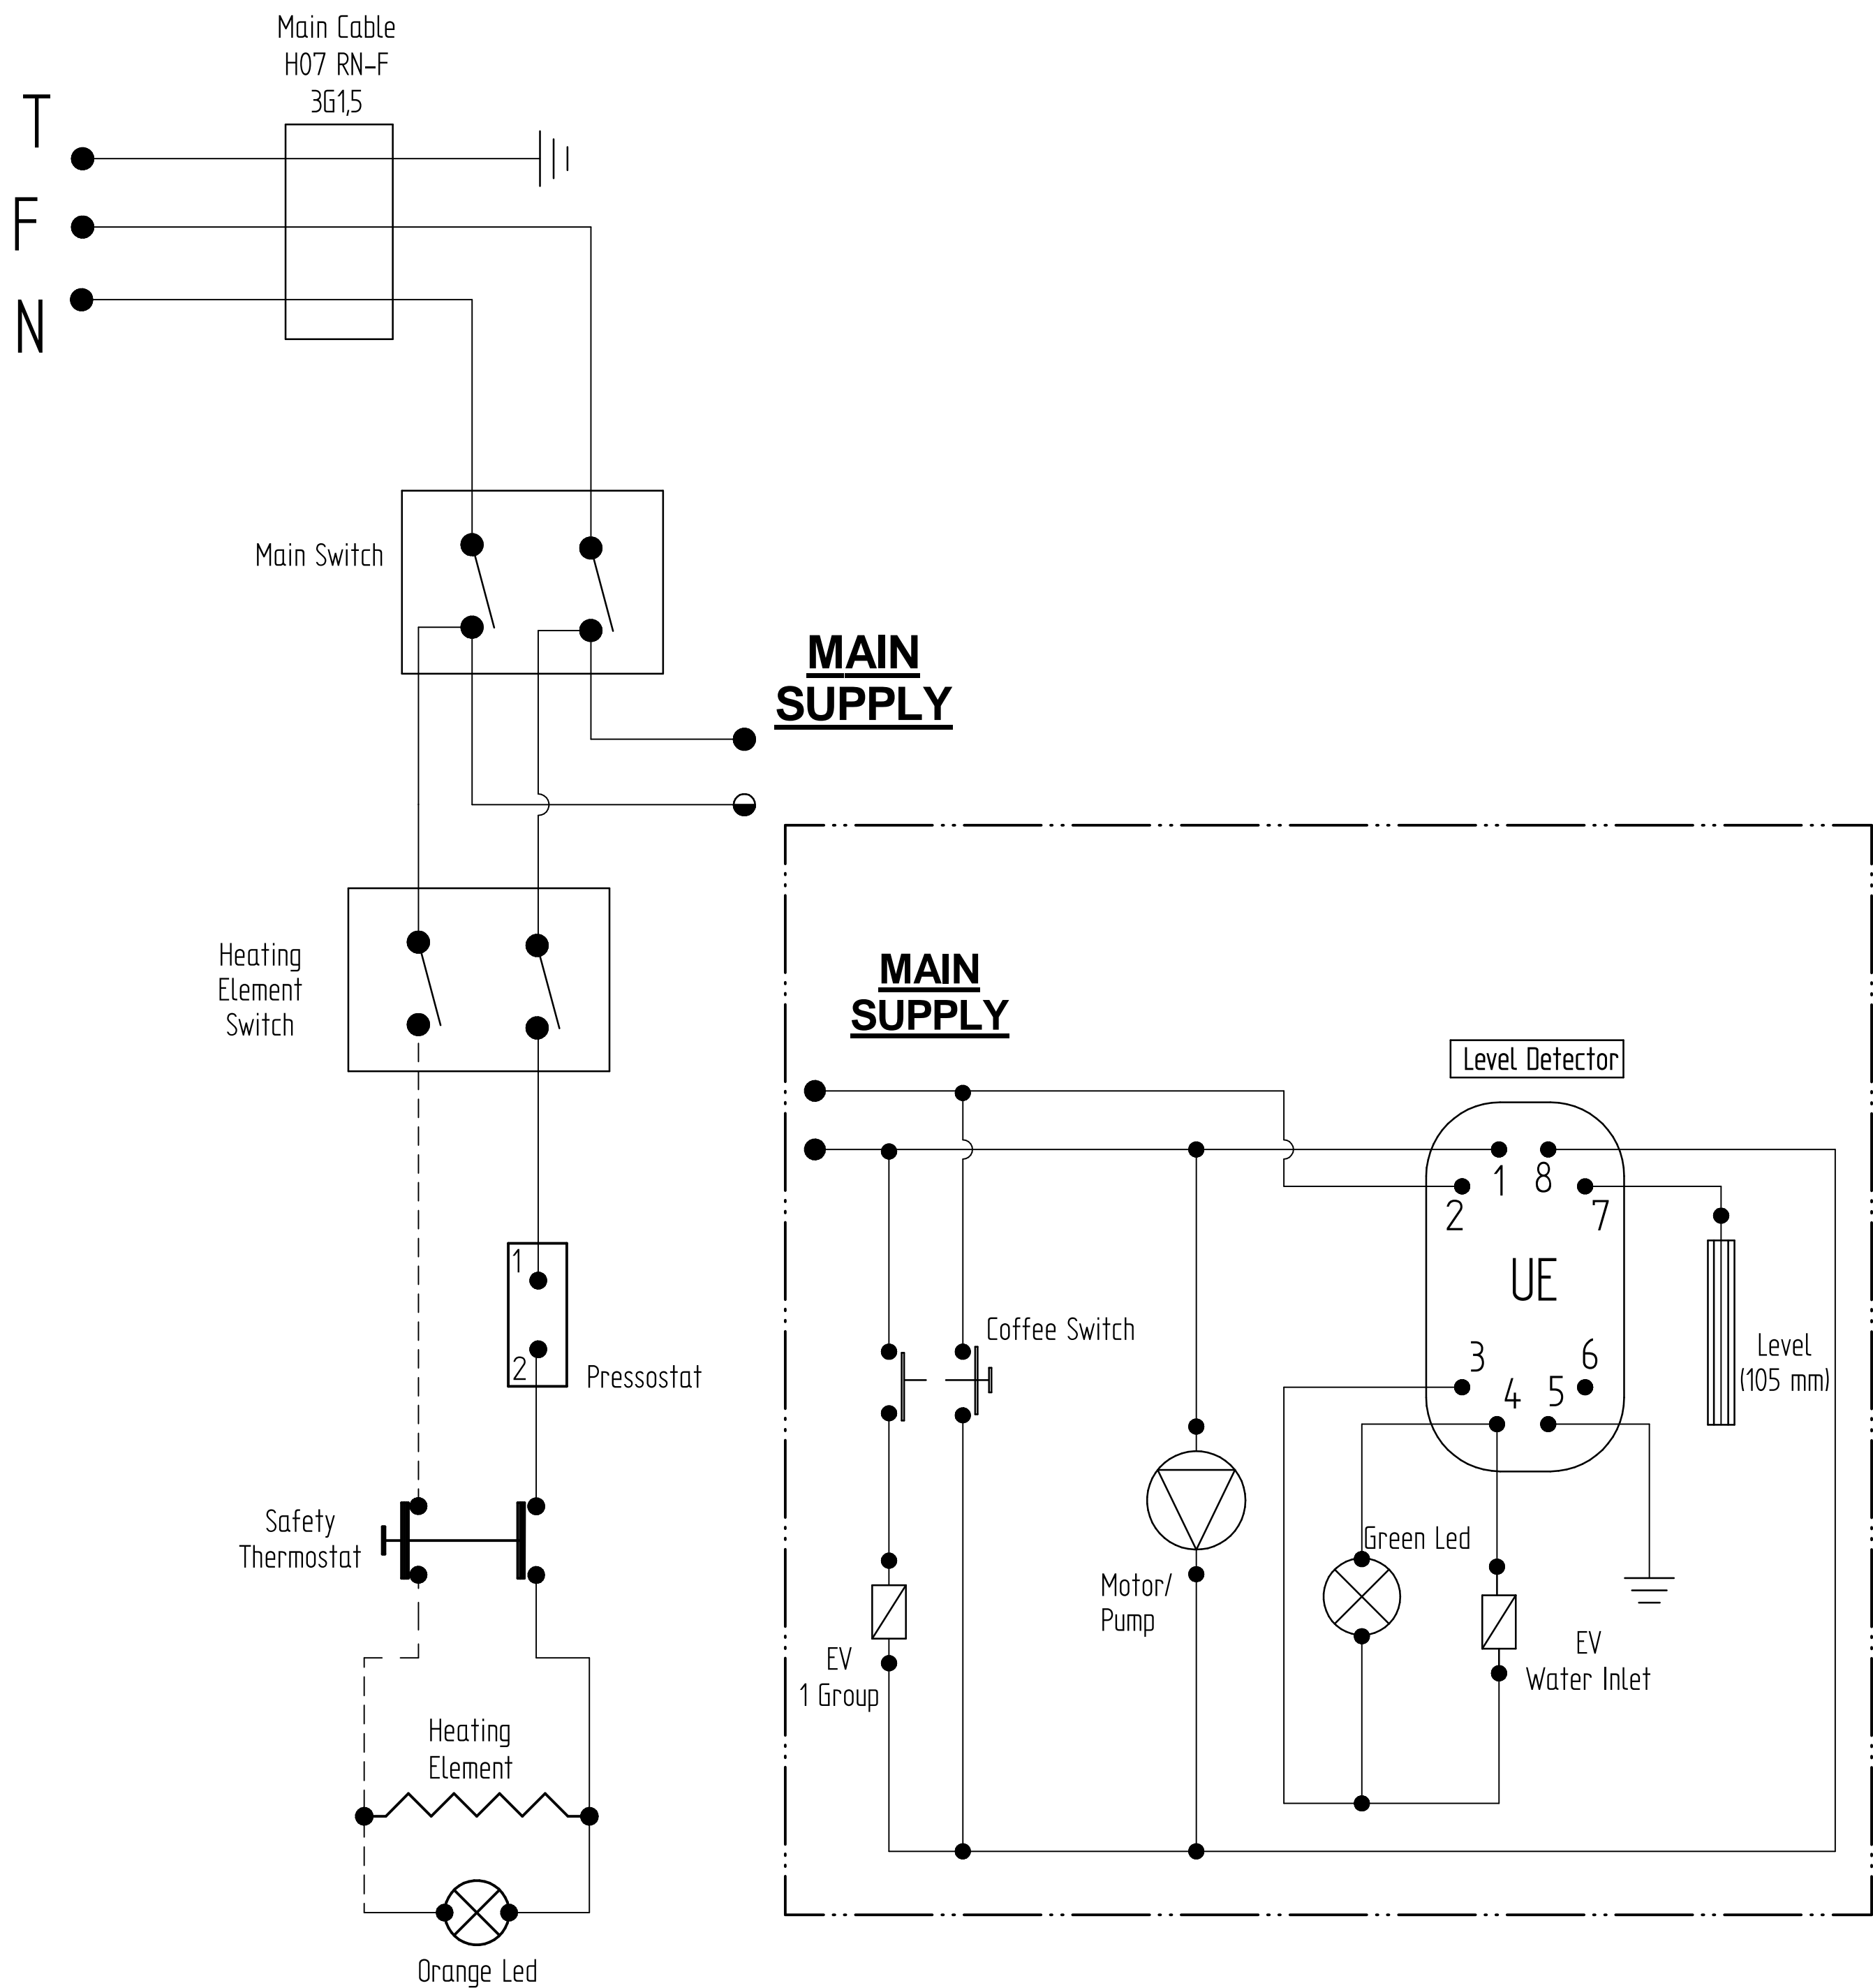 Main Cable
H07 RN-F
3G1,5
T
F
N
Main Switch
MAIN
SUPPLY
Heating
Element
Switch
MAIN
SUPPLY
Level Detector
1
8
2
7
UE
3
6
4
5
Coffee Switch
Level
(105 mm)
1
2
Pressostat
Safety
Thermostat
Green Led
Motor/
Pump
EV
Water Inlet
EV
1 Group
Heating
Element
Orange Led